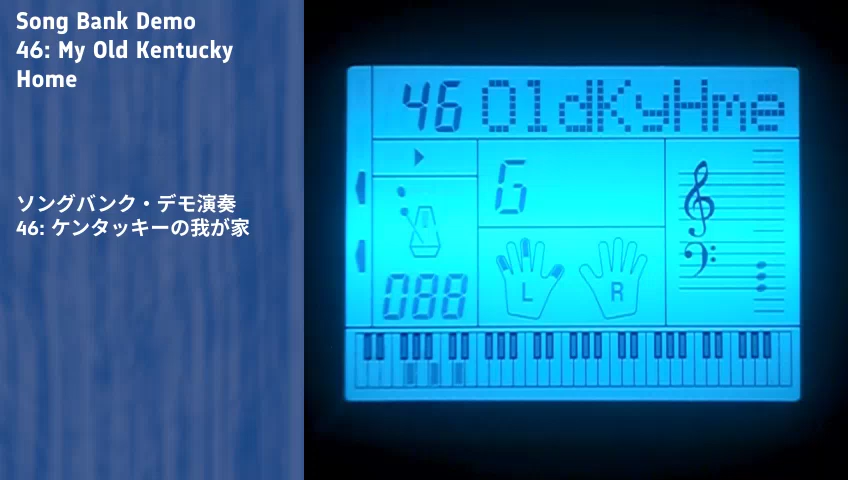 Song Bank Demo
46: My Old Kentucky
Home
ソングバンク・デモ演奏
46: ケンタッキーの我が家
46 OldKyHme
G
L R
088